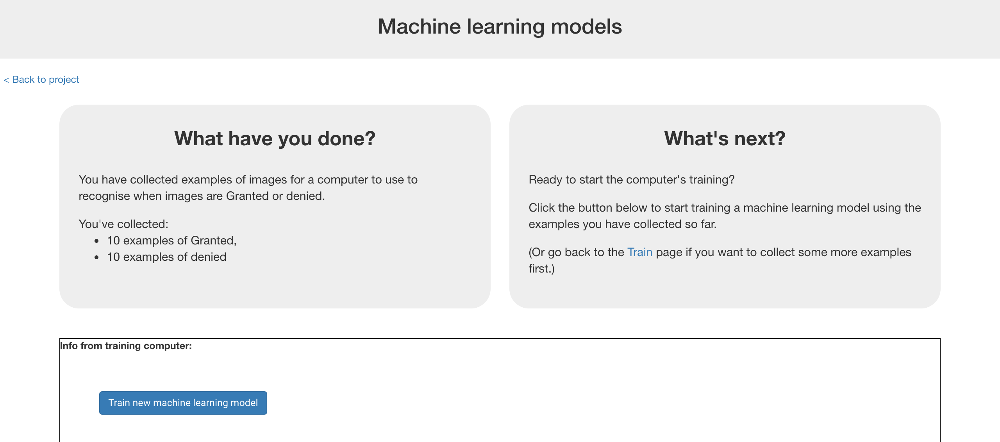 Machine learning models
< Back to project
What have you done?
You have collected examples of images for a computer to use to
recognise when images are Granted or denied.
You've collected:
• 10 examples of Granted,
• 10 examples of denied
What's next?
Ready to start the computer's training?
Click the button below to start training a machine learning model using the
examples you have collected so far.
(Or go back to the Train page if you want to collect some more examples
first.)
Info from training computer:
Train new machine learning model